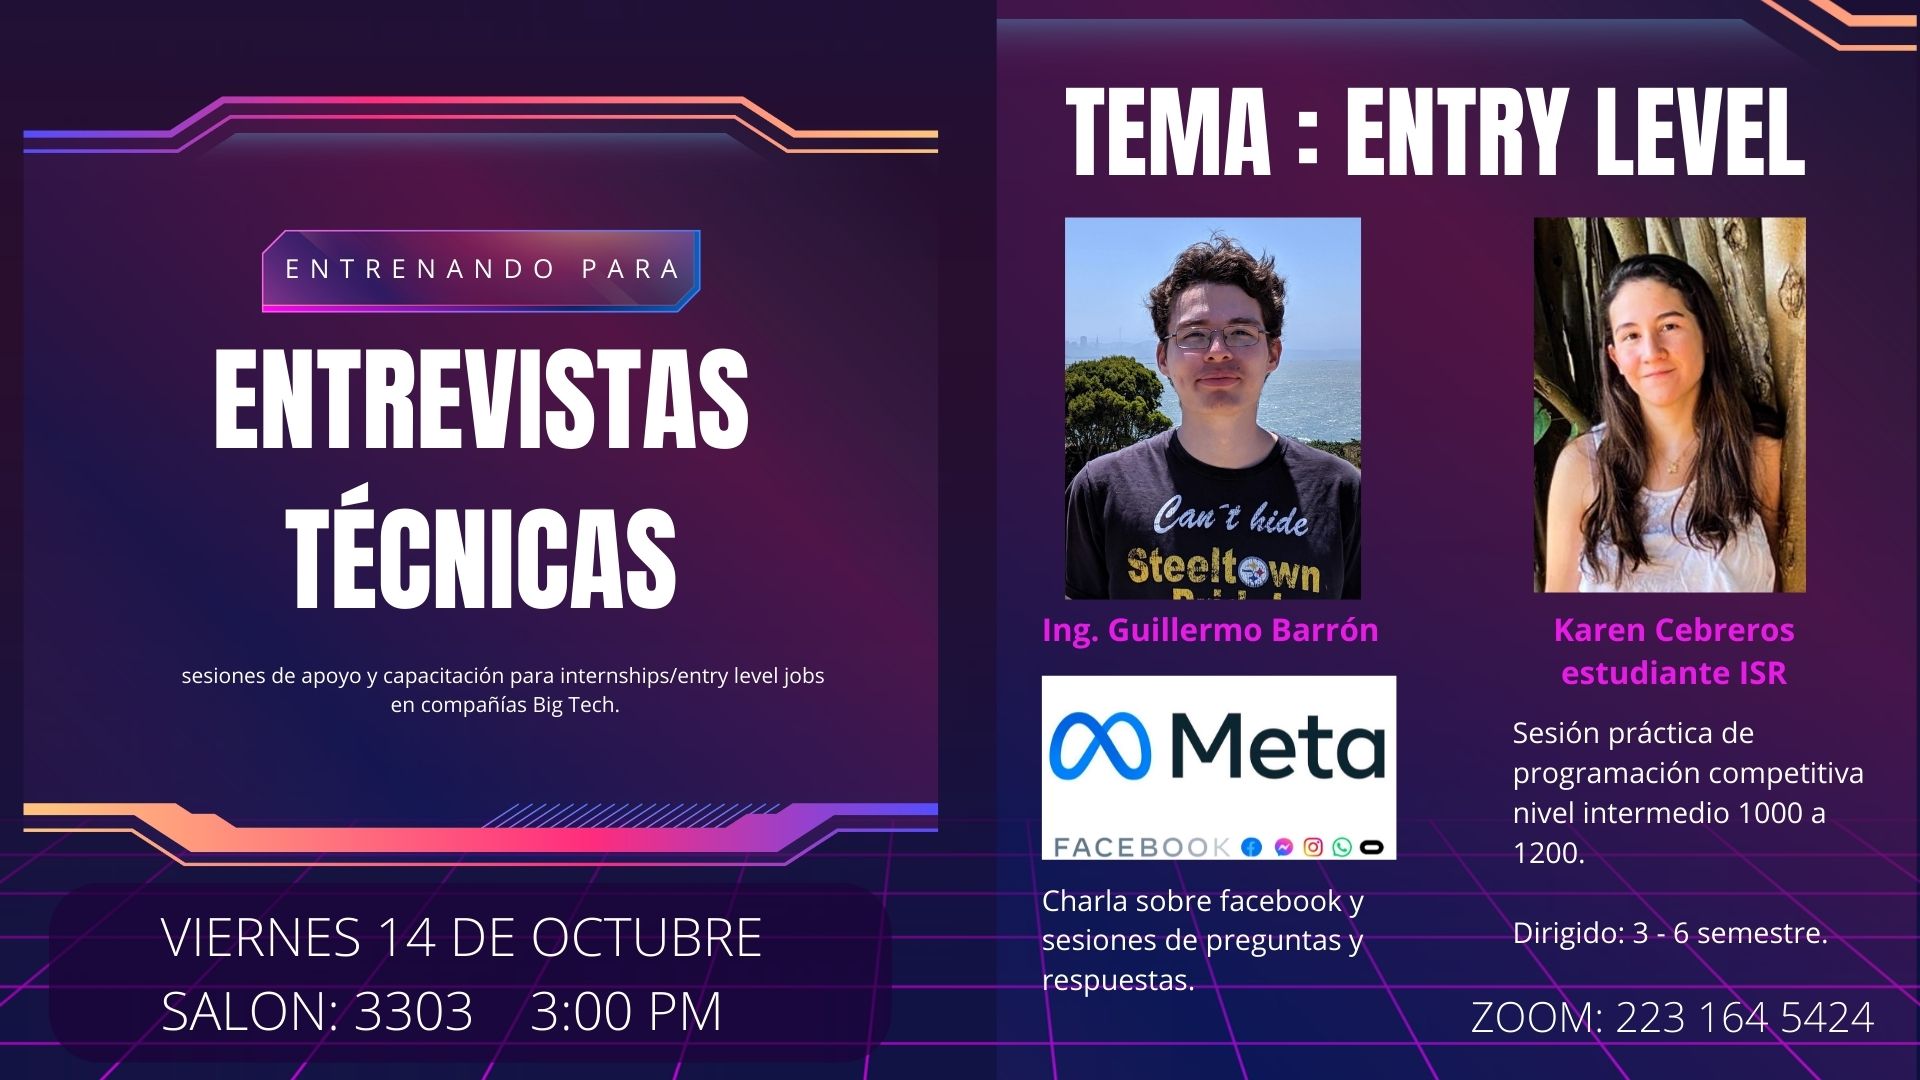 ENTRENANDO PARA
ENTREVISTAS
TÉCNICAS
sesiones de apoyo y capacitación para internships/entry level jobs
en compañías Big Tech.
VIERNES 14 DE OCTUBRE
SALON: 3303 3:00 PM
TEMA : ENTRY LEVEL
Can´t hide
Steeltown
Ing. Guillermo Barrón
Meta
FACEBOOK
Charla sobre facebook y
sesiones de preguntas y
respuestas.
Karen Cebreros
estudiante ISR
Sesión práctica de
programación competitiva
nivel intermedio 1000 a
1200.
Dirigido: 3 - 6 semestre.
ZOOM: 223 164 5424